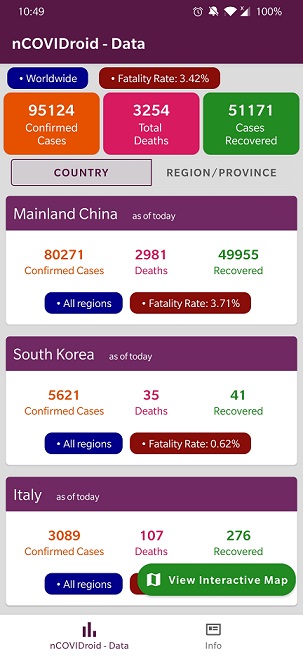 10:49 100%
nCOVIDroid - Data
• Worldwide • Fatality Rate: 3.42%
95124 3254 51171
Confirmed Cases Total Deaths Cases Recovered
COUNTRY REGION/PROVINCE
Mainland China as of today
80271 2981 49955
Confirmed Cases Deaths Recovered
• All regions • Fatality Rate: 3.71%
South Korea as of today
5621 35 41
Confirmed Cases Deaths Recovered
• All regions • Fatality Rate: 0.62%
Italy as of today
3089 107 276
Confirmed Cases Deaths Recovered
• All regions
View Interactive Map
nCOVIDroid - Data Info